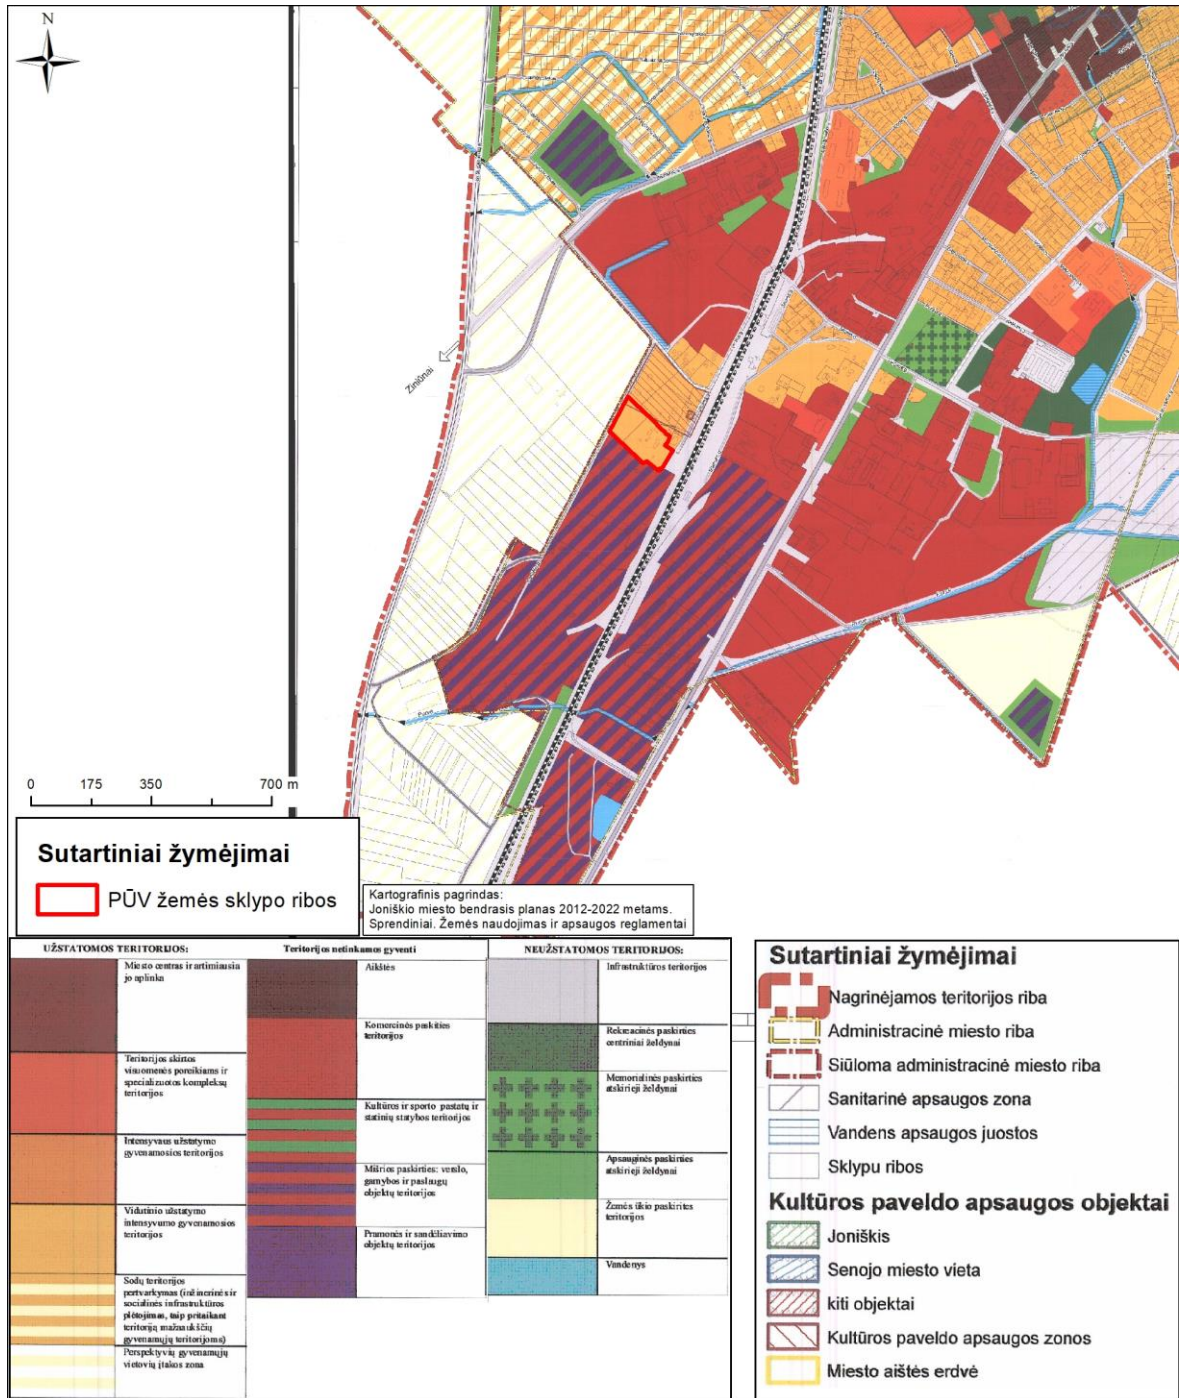 N
Žiniūnai
0 175 350 700 m
Sutartiniai žymėjimai
PŪV žemės sklypo ribos
Kartografinis pagrindas:
Joniškio miesto bendrasis planas 2012-2022 metams.
Sprendiniai. Žemės naudojimas ir apsaugos reglamentai
UŽSTATOMOS TERITORIJOS:
Miesto centras ir artimiausia
jo aplinka
Teritorijos skirtos
visuomenės poreikiams ir
specializuotos kompleksų
teritorijos
Intensyvaus užstatymo
gyvenamosios teritorijos
Vidutinio užstatymo
intensyvumo gyvenamosios
teritorijos
Sodų teritorijos
pertvarkymas (inžinerinės ir
socialinės infrastruktūros
plėtojimas, taip pritaikant
teritoriją mažaaukščių
gyvenamųjų teritorijoms)
Perspektyvių gyvenamųjų
vietovių įtakos zona
Teritorijos netinkamos gyventi
Aikštės
Komercinės paskities
teritorijos
Kultūros ir sporto pastatų ir
statinių statybos teritorijos
Mišrios paskirties: verslo,
gamybos ir paslaugų
objektų teritorijos
Pramonės ir sandėliavimo
objektų teritorijos
NEUŽSTATOMOS TERITORIJOS:
Infrastruktūros teritorijos
Rekreacinės paskirties
centriniai želdynai
Memorialinės paskirties
atskirieji želdynai
Apsauginės paskirties
atskirieji želdynai
Žemės ūkio paskirties
teritorijos
Vandenys
Sutartiniai žymėjimai
Nagrinėjamos teritorijos riba
Administracinė miesto riba
Siūloma administracinė miesto riba
Sanitarinė apsaugos zona
Vandens apsaugos juostos
Sklypu ribos
Kultūros paveldo apsaugos objektai
Joniškis
Senojo miesto vieta
kiti objektai
Kultūros paveldo apsaugos zonos
Miesto aištės erdvė